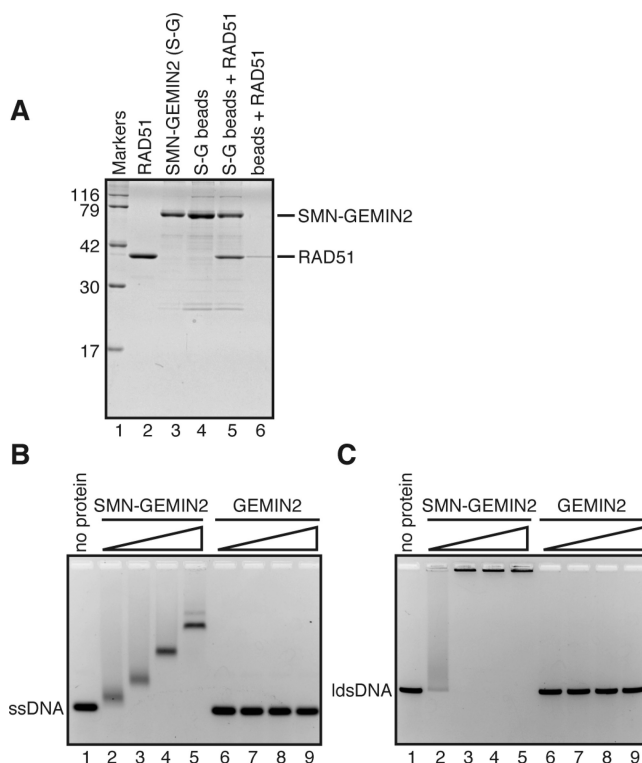 A
Markers
RAD51
SMN-GEMIN2 (S-G)
S-G beads
S-G beads + RAD51
beads + RAD51
116
79
42
30
17
SMN-GEMIN2
RAD51
1 2 3 4 5 6
B
no protein
SMN-GEMIN2 GEMIN2
ssDNA
1 2 3 4 5 6 7 8 9
C
no protein
SMN-GEMIN2 GEMIN2
ldsDNA
1 2 3 4 5 6 7 8 9